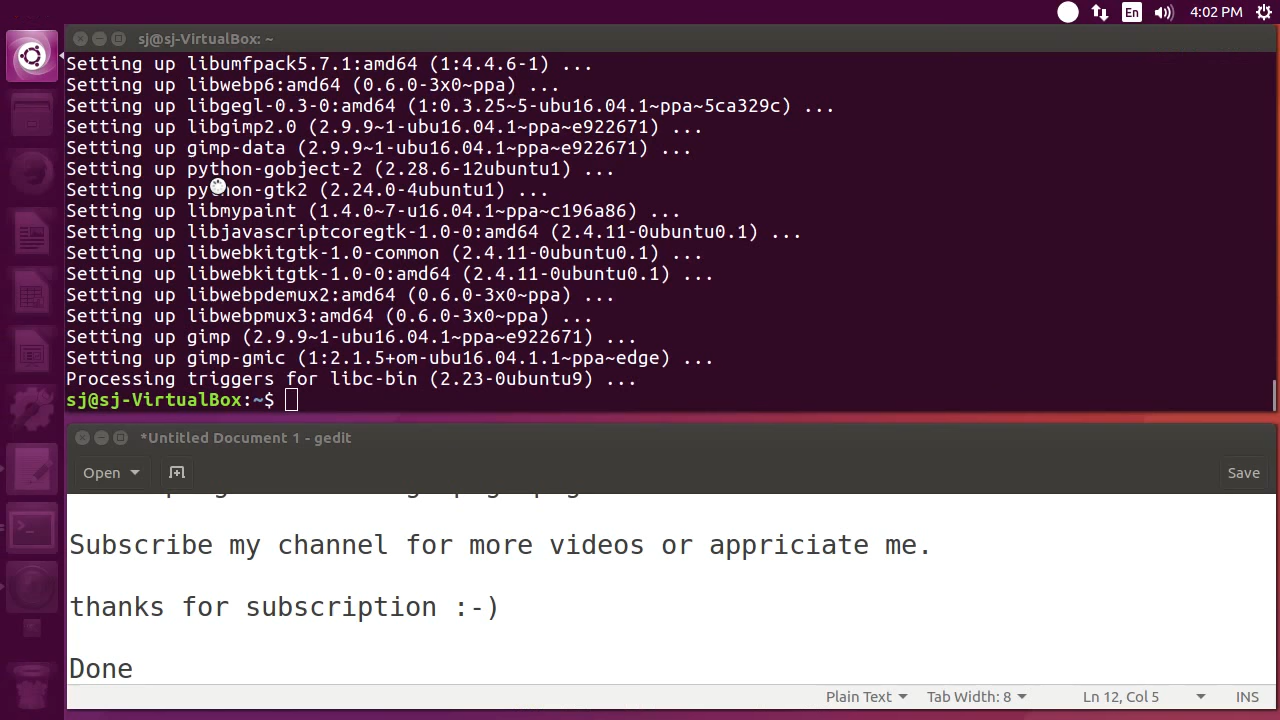 En 4:02 PM
sj@sj-VirtualBox: ~
Setting up libumfpack5.7.1:amd64 (1:4.4.6-1) ...
Setting up libwebp6:amd64 (0.6.0-3x0~ppa) ...
Setting up libgegl-0.3-0:amd64 (1:0.3.25~5-ubu16.04.1~ppa~5ca329c) ...
Setting up libgimp2.0 (2.9.9~1-ubu16.04.1~ppa~e922671) ...
Setting up gimp-data (2.9.9~1-ubu16.04.1~ppa~e922671) ...
Setting up python-gobject-2 (2.28.6-12ubuntu1) ...
Setting up python-gtk2 (2.24.0-4ubuntu1) ...
Setting up libmypaint (1.4.0~7-u16.04.1~ppa~c196a86) ...
Setting up libjavascriptcoregtk-1.0-0:amd64 (2.4.11-0ubuntu0.1) ...
Setting up libwebkitgtk-1.0-common (2.4.11-0ubuntu0.1) ...
Setting up libwebkitgtk-1.0-0:amd64 (2.4.11-0ubuntu0.1) ...
Setting up libwebpdemux2:amd64 (0.6.0-3x0~ppa) ...
Setting up libwebpmux3:amd64 (0.6.0-3x0~ppa) ...
Setting up gimp (2.9.9~1-ubu16.04.1~ppa~e922671) ...
Setting up gimp-gmic (1:2.1.5+om-ubu16.04.1.1~ppa~edge) ...
Processing triggers for libc-bin (2.23-0ubuntu9) ...
sj@sj-VirtualBox:~$
*Untitled Document 1 - gedit
Open Save
Subscribe my channel for more videos or appriciate me.
thanks for subscription :-)
Done
Plain Text Tab Width: 8 Ln 12, Col 5 INS